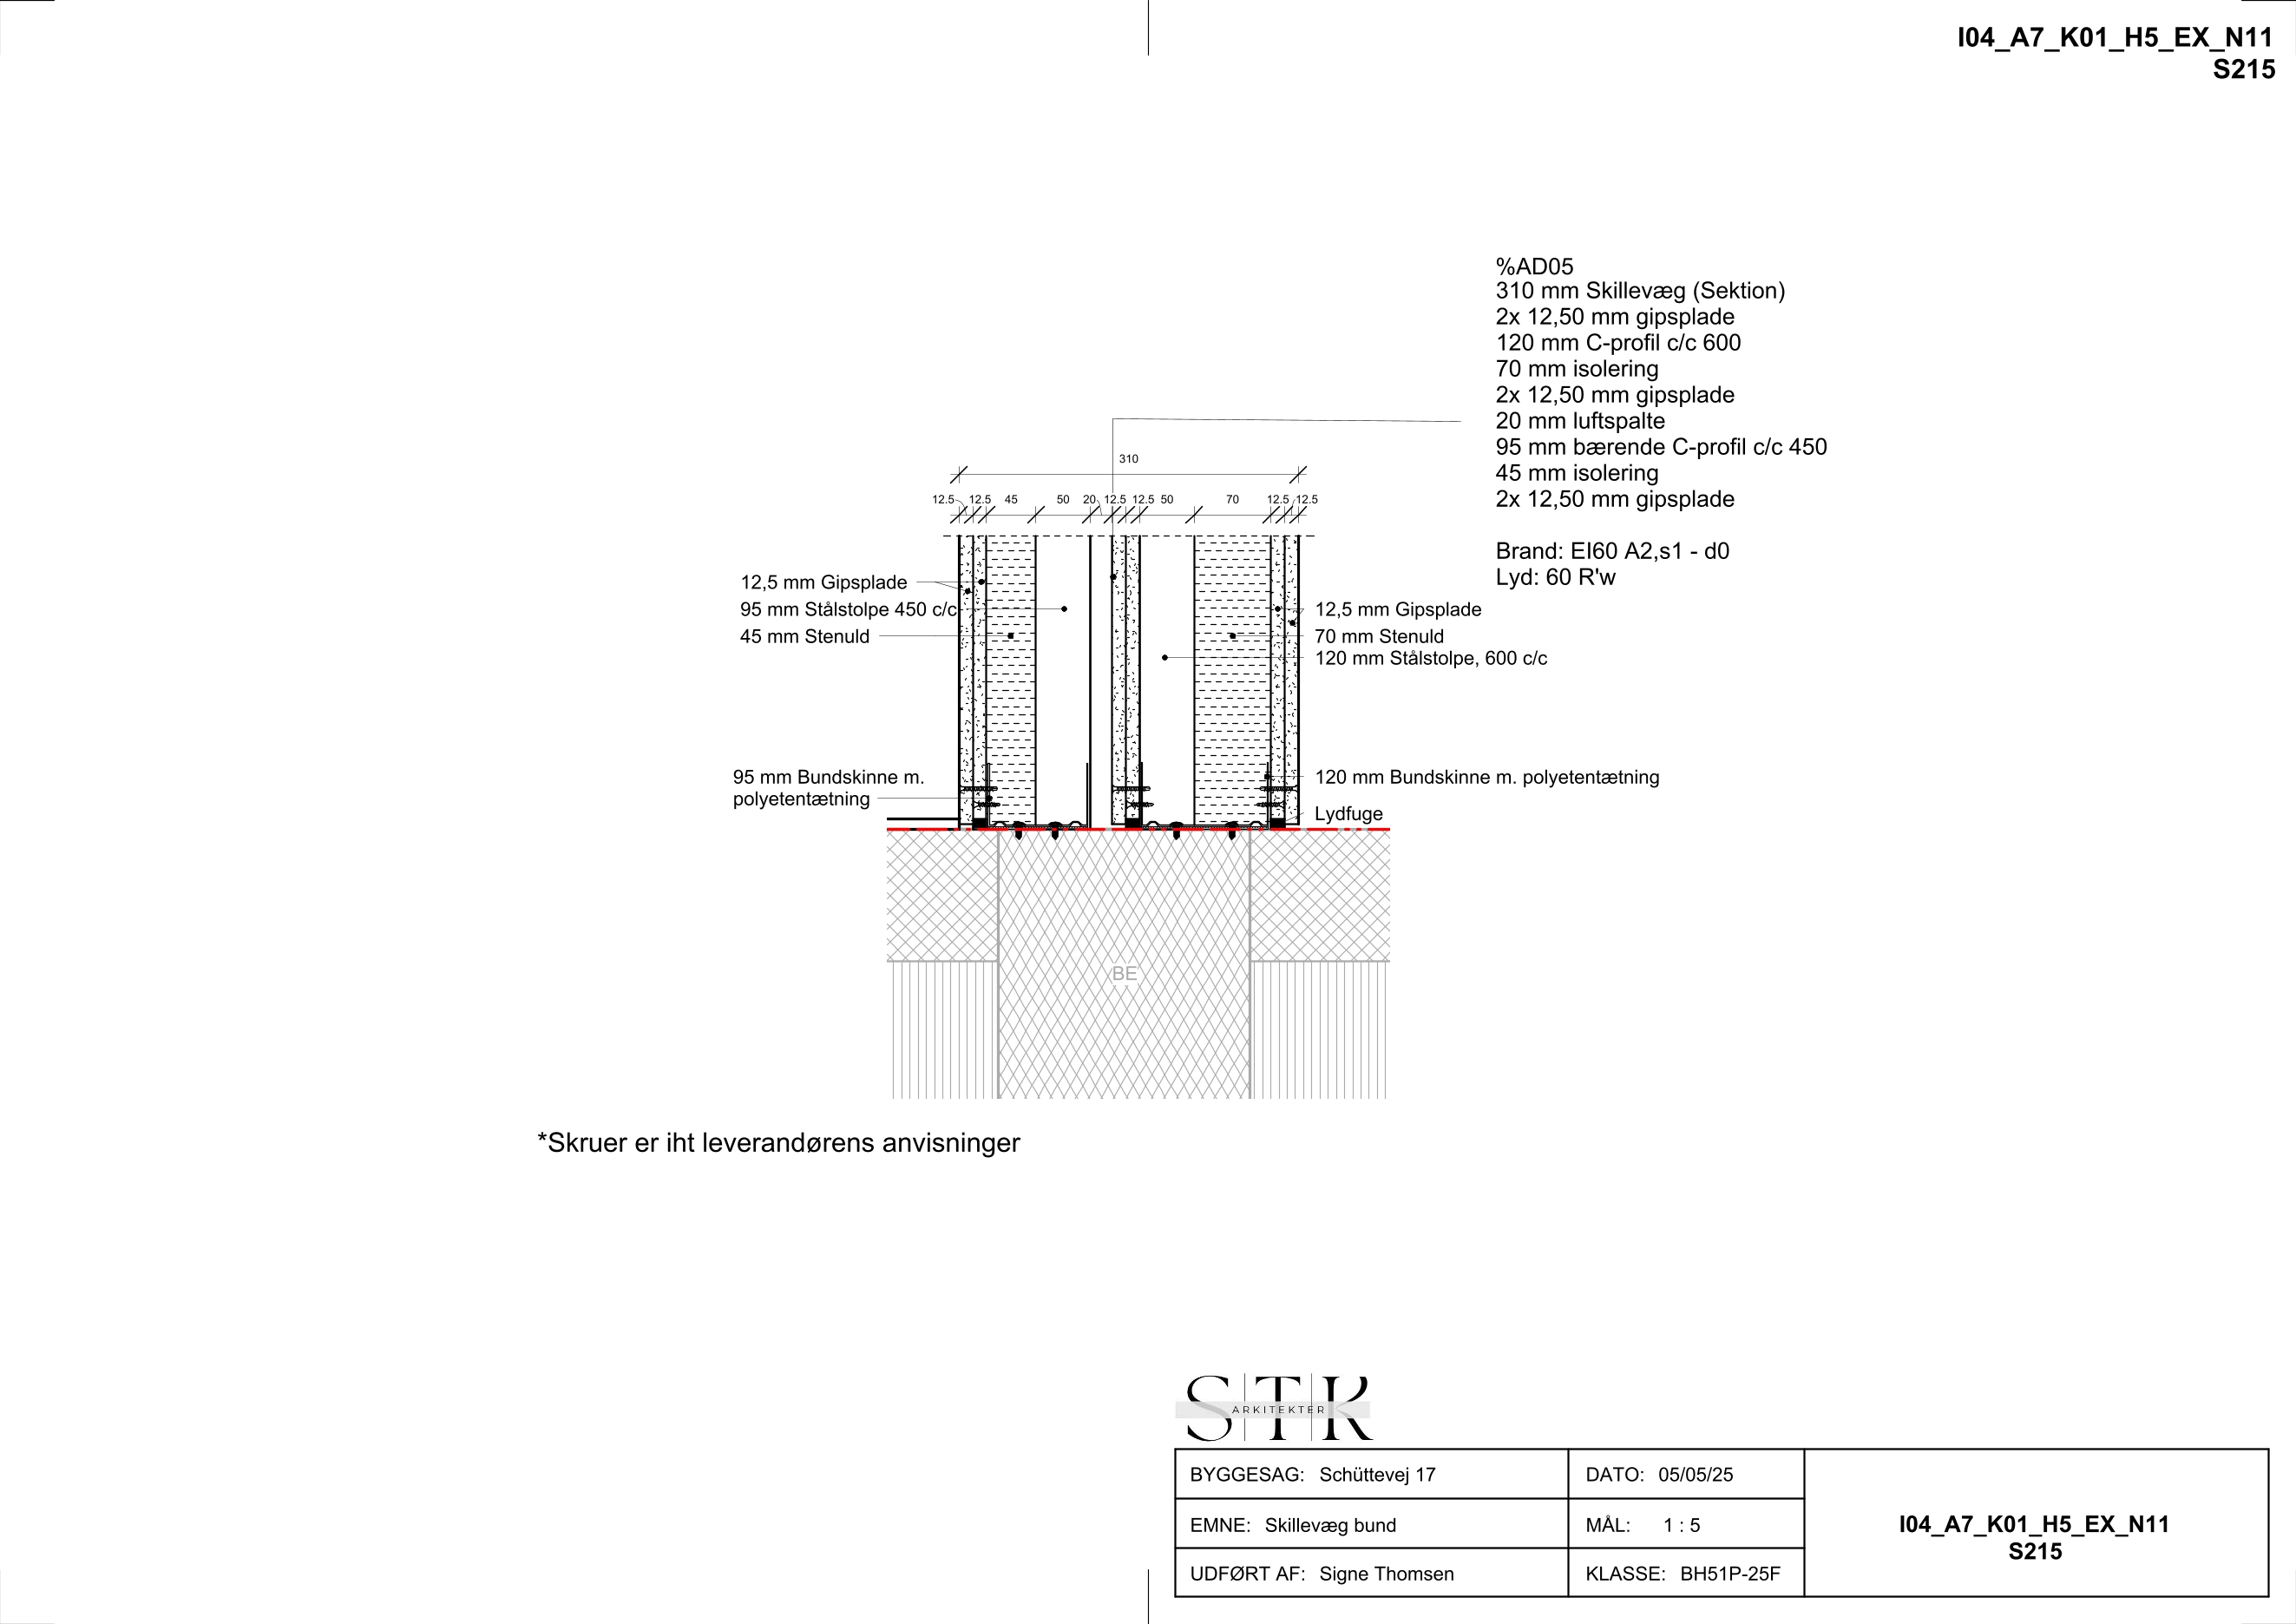 I04_A7_K01_H5_EX_N11
S215
%AD05
310 mm Skillevæg (Sektion)
2x 12,50 mm gipsplade
120 mm C-profil c/c 600
70 mm isolering
2x 12,50 mm gipsplade
20 mm luftspalte
95 mm bærende C-profil c/c 450
45 mm isolering
2x 12,50 mm gipsplade
Brand: EI60 A2,s1 - d0
Lyd: 60 R'w
310
12.5 12.5 45 50 20 12.5 12.5 50 70 12.5 12.5
12,5 mm Gipsplade
95 mm Stålstolpe 450 c/c
45 mm Stenuld
12,5 mm Gipsplade
70 mm Stenuld
120 mm Stålstolpe, 600 c/c
95 mm Bundskinne m.
polyetentætning
120 mm Bundskinne m. polyetentætning
Lydfuge
BE
*Skruer er iht leverandørens anvisninger
STK
ARKITEKTER
BYGGESAG: Schüttevej 17
DATO: 05/05/25
EMNE: Skillevæg bund
MÅL: 1 : 5
UDFØRT AF: Signe Thomsen
KLASSE: BH51P-25F
I04_A7_K01_H5_EX_N11
S215